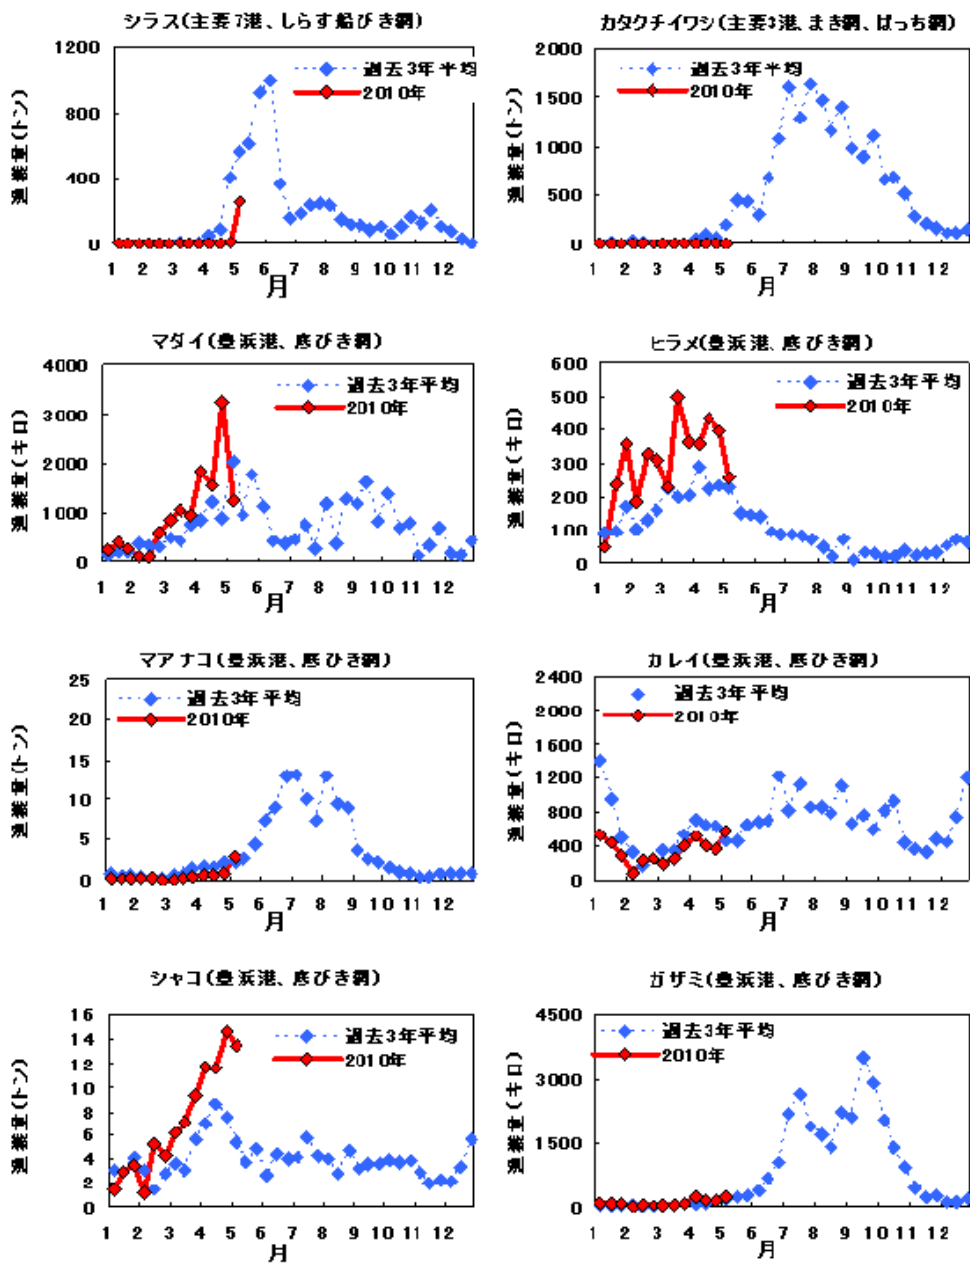 シラス(主要7港、しらす船びき網)
1200
800
400
0
漁獲量(トン)
過去3年平均
2010年
1 2 3 4 5 6 7 8 9 10 11 12
月
カタクチイワシ(主要3港、まき網、ばっち網)
2000
1500
1000
500
0
漁獲量(トン)
過去3年平均
2010年
1 2 3 4 5 6 7 8 9 10 11 12
月
マダイ(豊浜港、底びき網)
4000
3000
2000
1000
0
漁獲量(キロ)
過去3年平均
2010年
1 2 3 4 5 6 7 8 9 10 11 12
月
ヒラメ(豊浜港、底びき網)
600
500
400
300
200
100
0
漁獲量(キロ)
過去3年平均
2010年
1 2 3 4 5 6 7 8 9 10 11 12
月
マアナゴ(豊浜港、底びき網)
25
20
15
10
5
0
漁獲量(トン)
過去3年平均
2010年
1 2 3 4 5 6 7 8 9 10 11 12
月
カレイ(豊浜港、底びき網)
2400
2000
1600
1200
800
400
0
漁獲量(キロ)
過去3年平均
2010年
1 2 3 4 5 6 7 8 9 10 11 12
月
シャコ(豊浜港、底びき網)
16
14
12
10
8
6
4
2
0
漁獲量(トン)
過去3年平均
2010年
1 2 3 4 5 6 7 8 9 10 11 12
月
ガザミ(豊浜港、底びき網)
4500
3000
1500
0
漁獲量(キロ)
過去3年平均
2010年
1 2 3 4 5 6 7 8 9 10 11 12
月